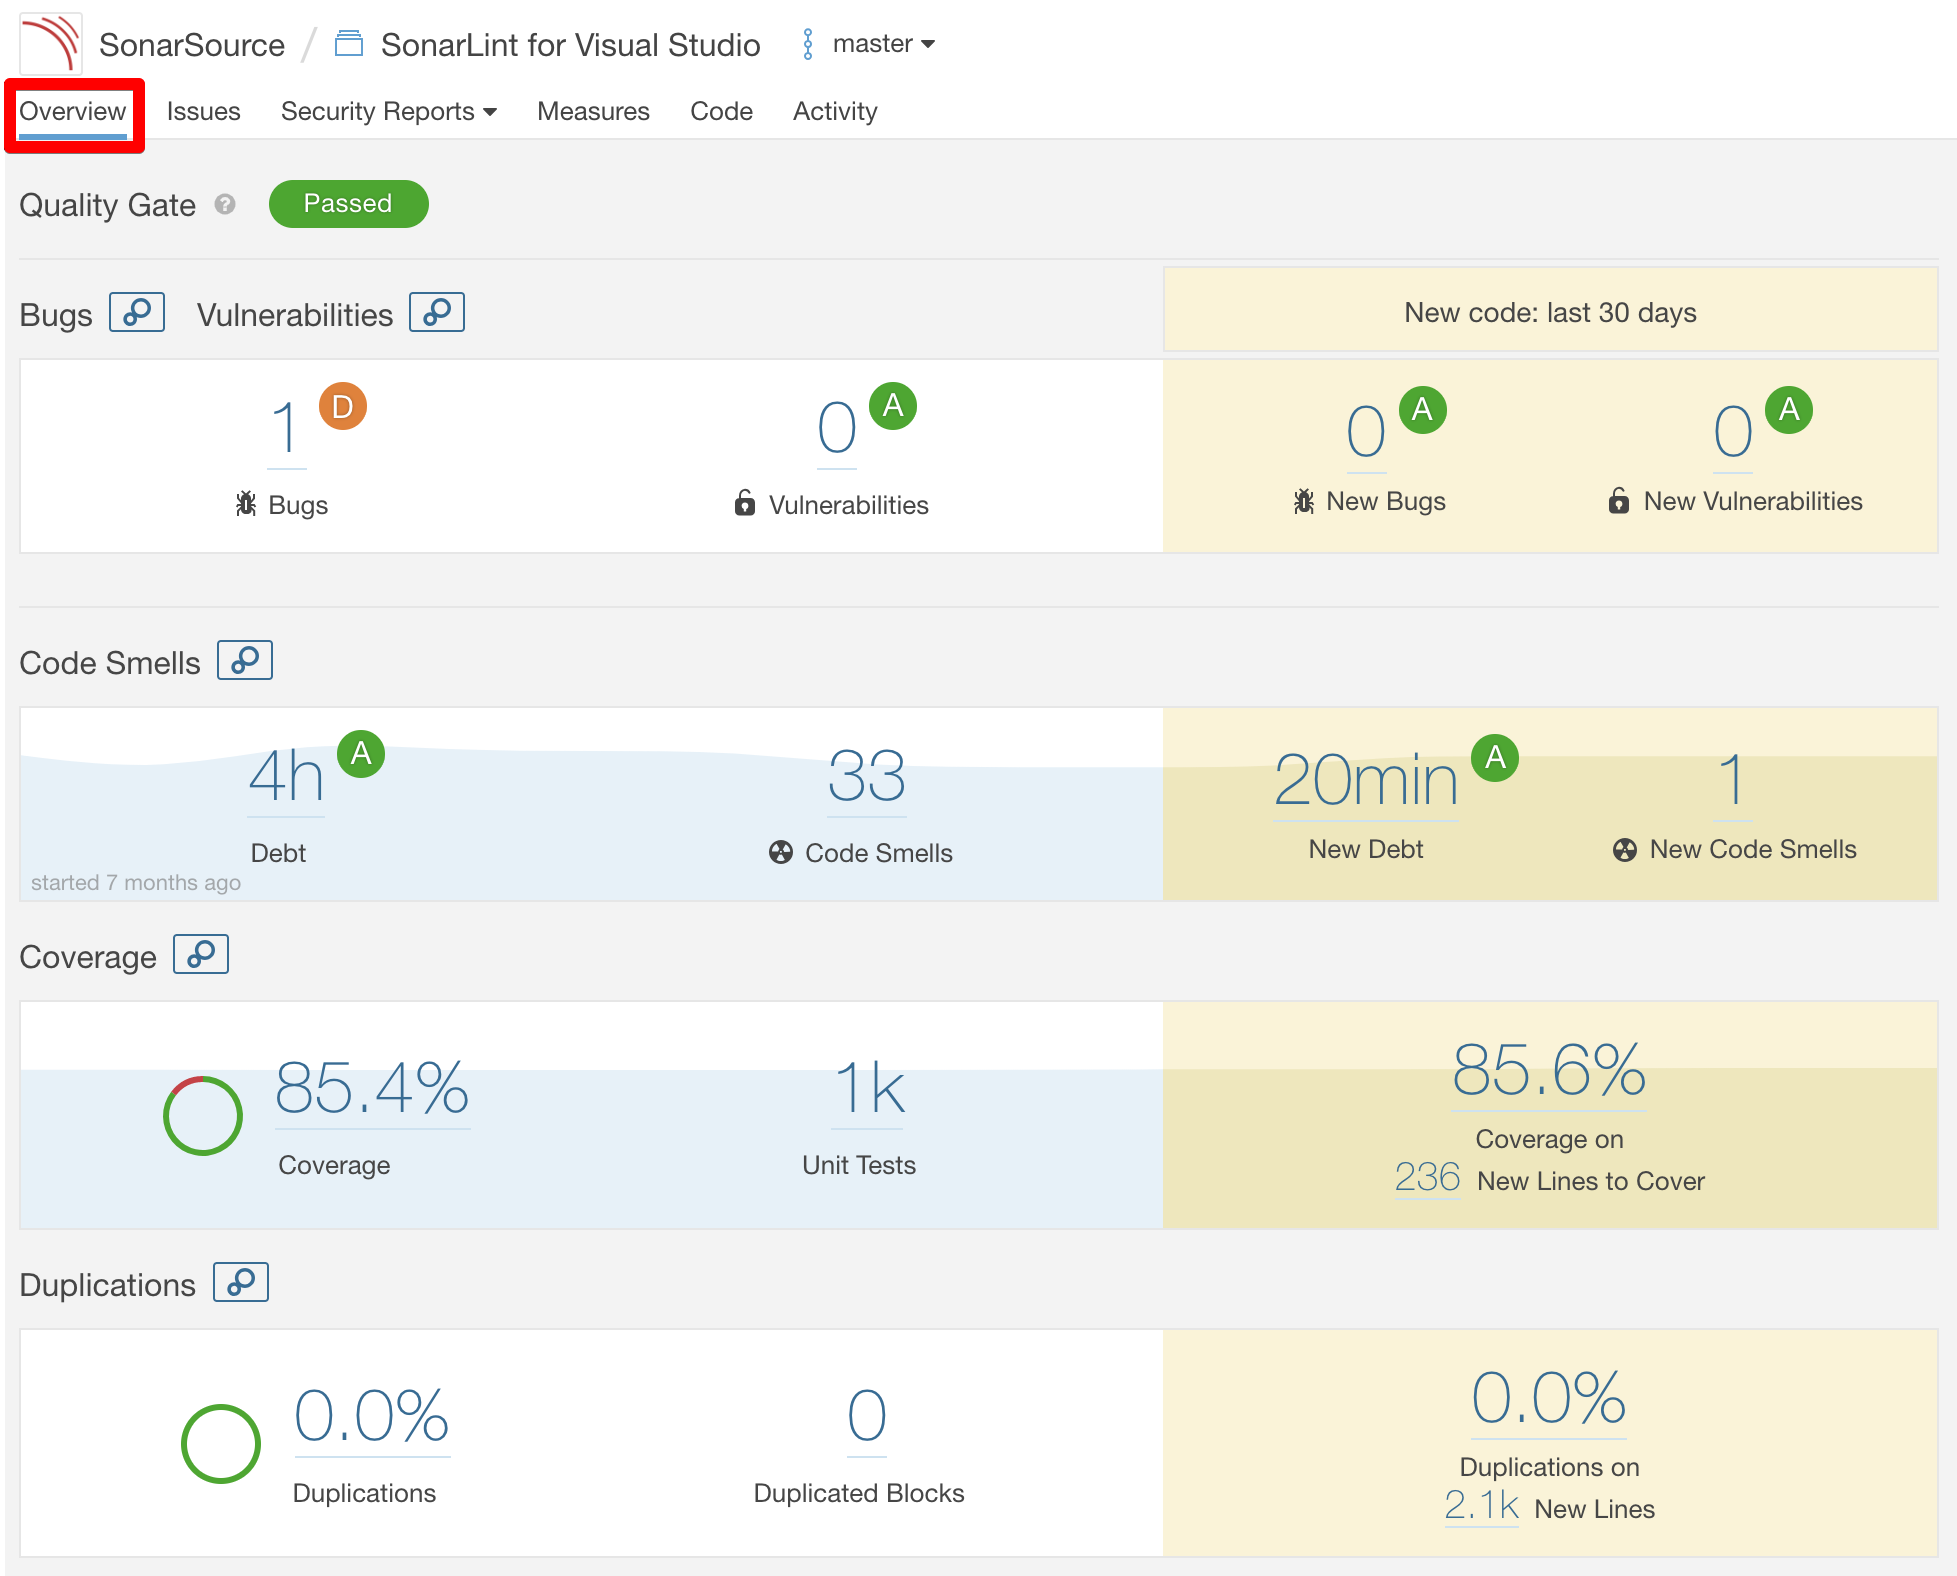 SonarSource / SonarLint for Visual Studio master
Overview Issues Security Reports Measures Code Activity
Quality Gate ? Passed
Bugs Vulnerabilities
New code: last 30 days
1 D
Bugs
0 A
Vulnerabilities
0 A
New Bugs
0 A
New Vulnerabilities
Code Smells
4h A
Debt
started 7 months ago
33
Code Smells
20min A
New Debt
1
New Code Smells
Coverage
85.4%
Coverage
1k
Unit Tests
85.6%
Coverage on
236 New Lines to Cover
Duplications
0.0%
Duplications
0
Duplicated Blocks
0.0%
Duplications on
2.1k New Lines